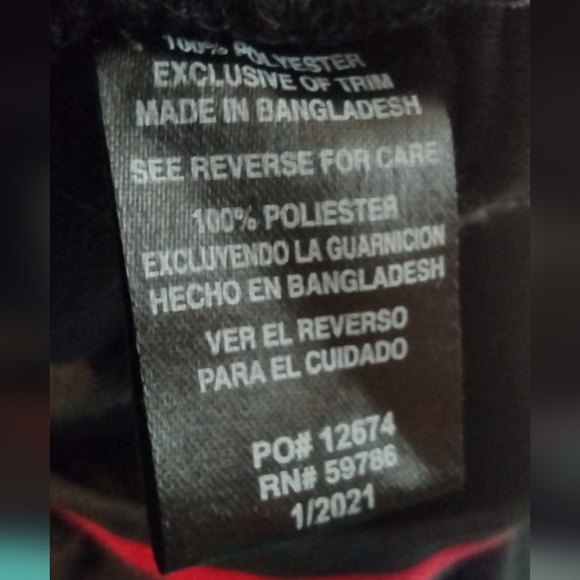 100% POLYESTER
EXCLUSIVE OF TRIM
MADE IN BANGLADESH
SEE REVERSE FOR CARE
100% POLIESTER
EXCLUYENDO LA GUARNICION
HECHO EN BANGLADESH
VER EL REVERSO
PARA EL CUIDADO
PO# 12674
RN# 59786
1/2021